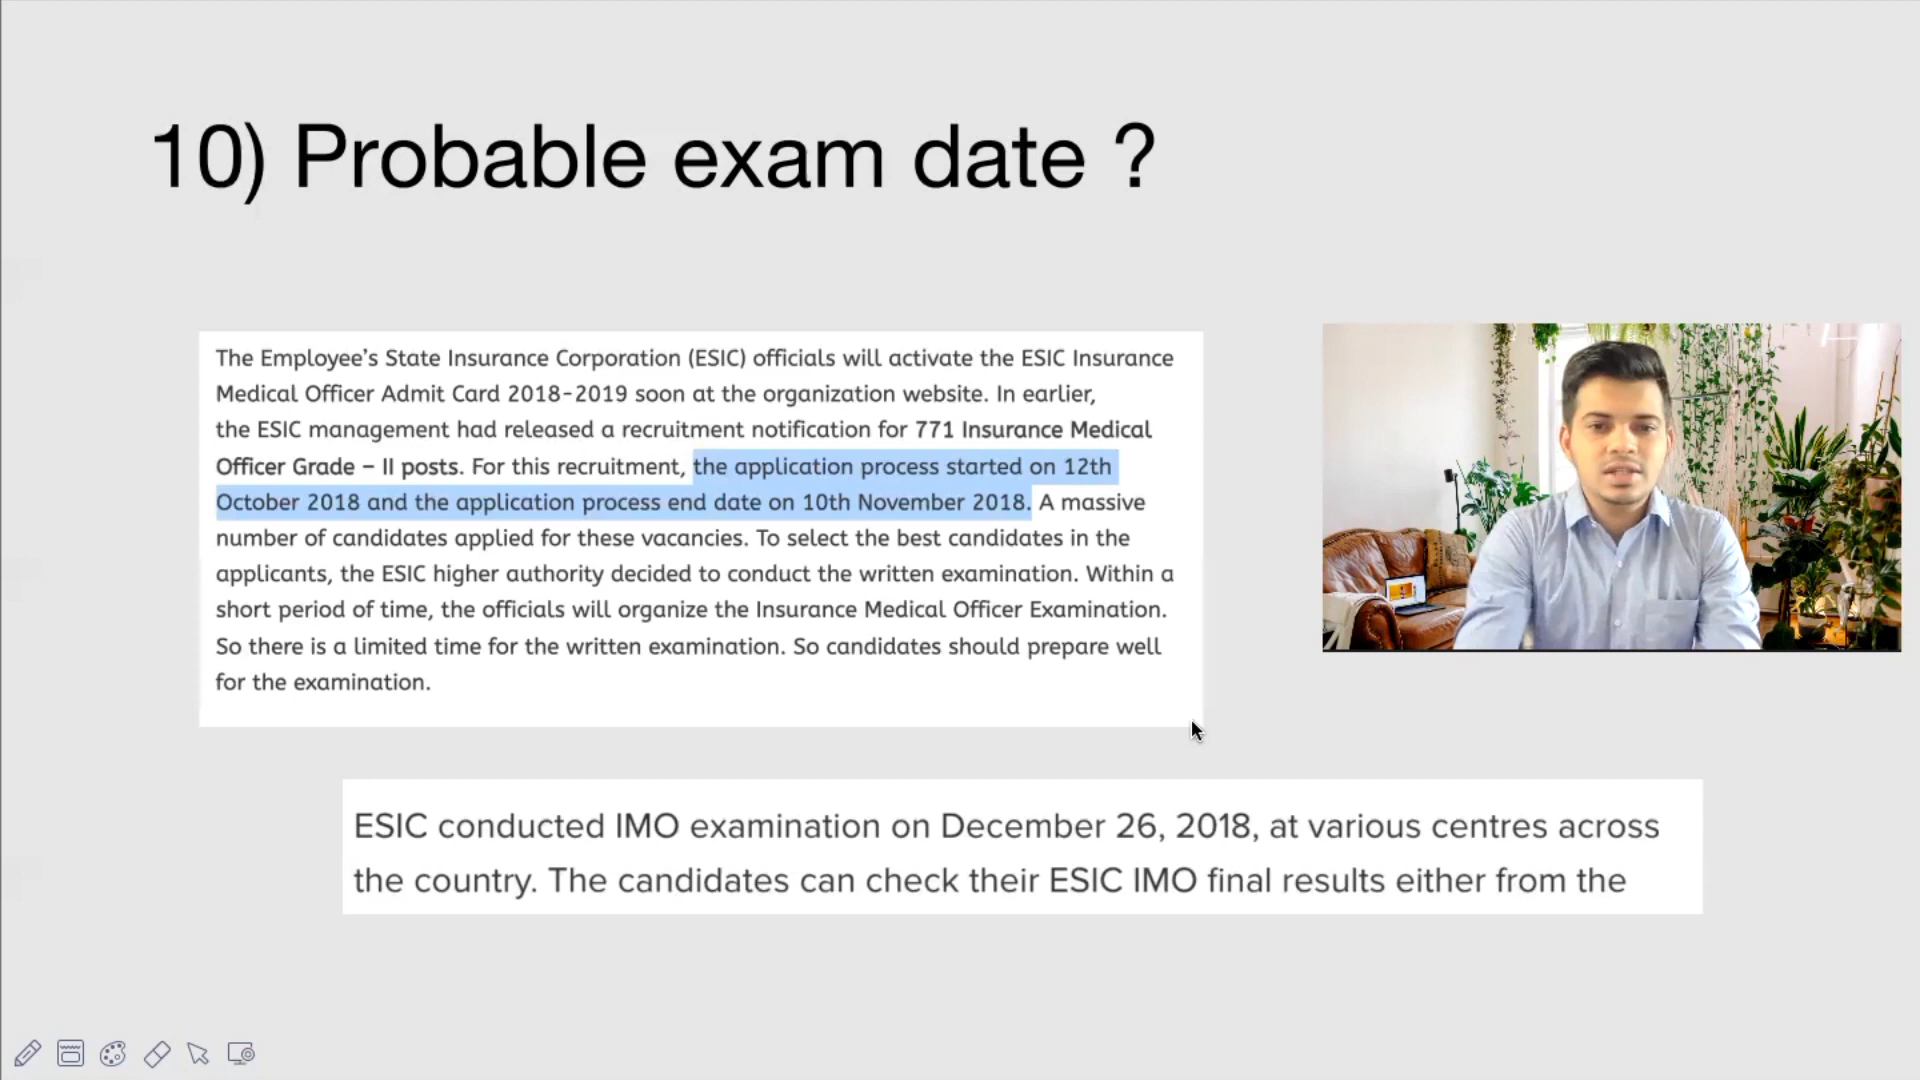 10) Probable exam date ?
The Employee’s State Insurance Corporation (ESIC) officials will activate the ESIC Insurance
Medical Officer Admit Card 2018-2019 soon at the organization website. In earlier,
the ESIC management had released a recruitment notification for 771 Insurance Medical
Officer Grade – II posts. For this recruitment, the application process started on 12th
October 2018 and the application process end date on 10th November 2018. A massive
number of candidates applied for these vacancies. To select the best candidates in the
applicants, the ESIC higher authority decided to conduct the written examination. Within a
short period of time, the officials will organize the Insurance Medical Officer Examination.
So there is a limited time for the written examination. So candidates should prepare well
for the examination.
ESIC conducted IMO examination on December 26, 2018, at various centres across
the country. The candidates can check their ESIC IMO final results either from the